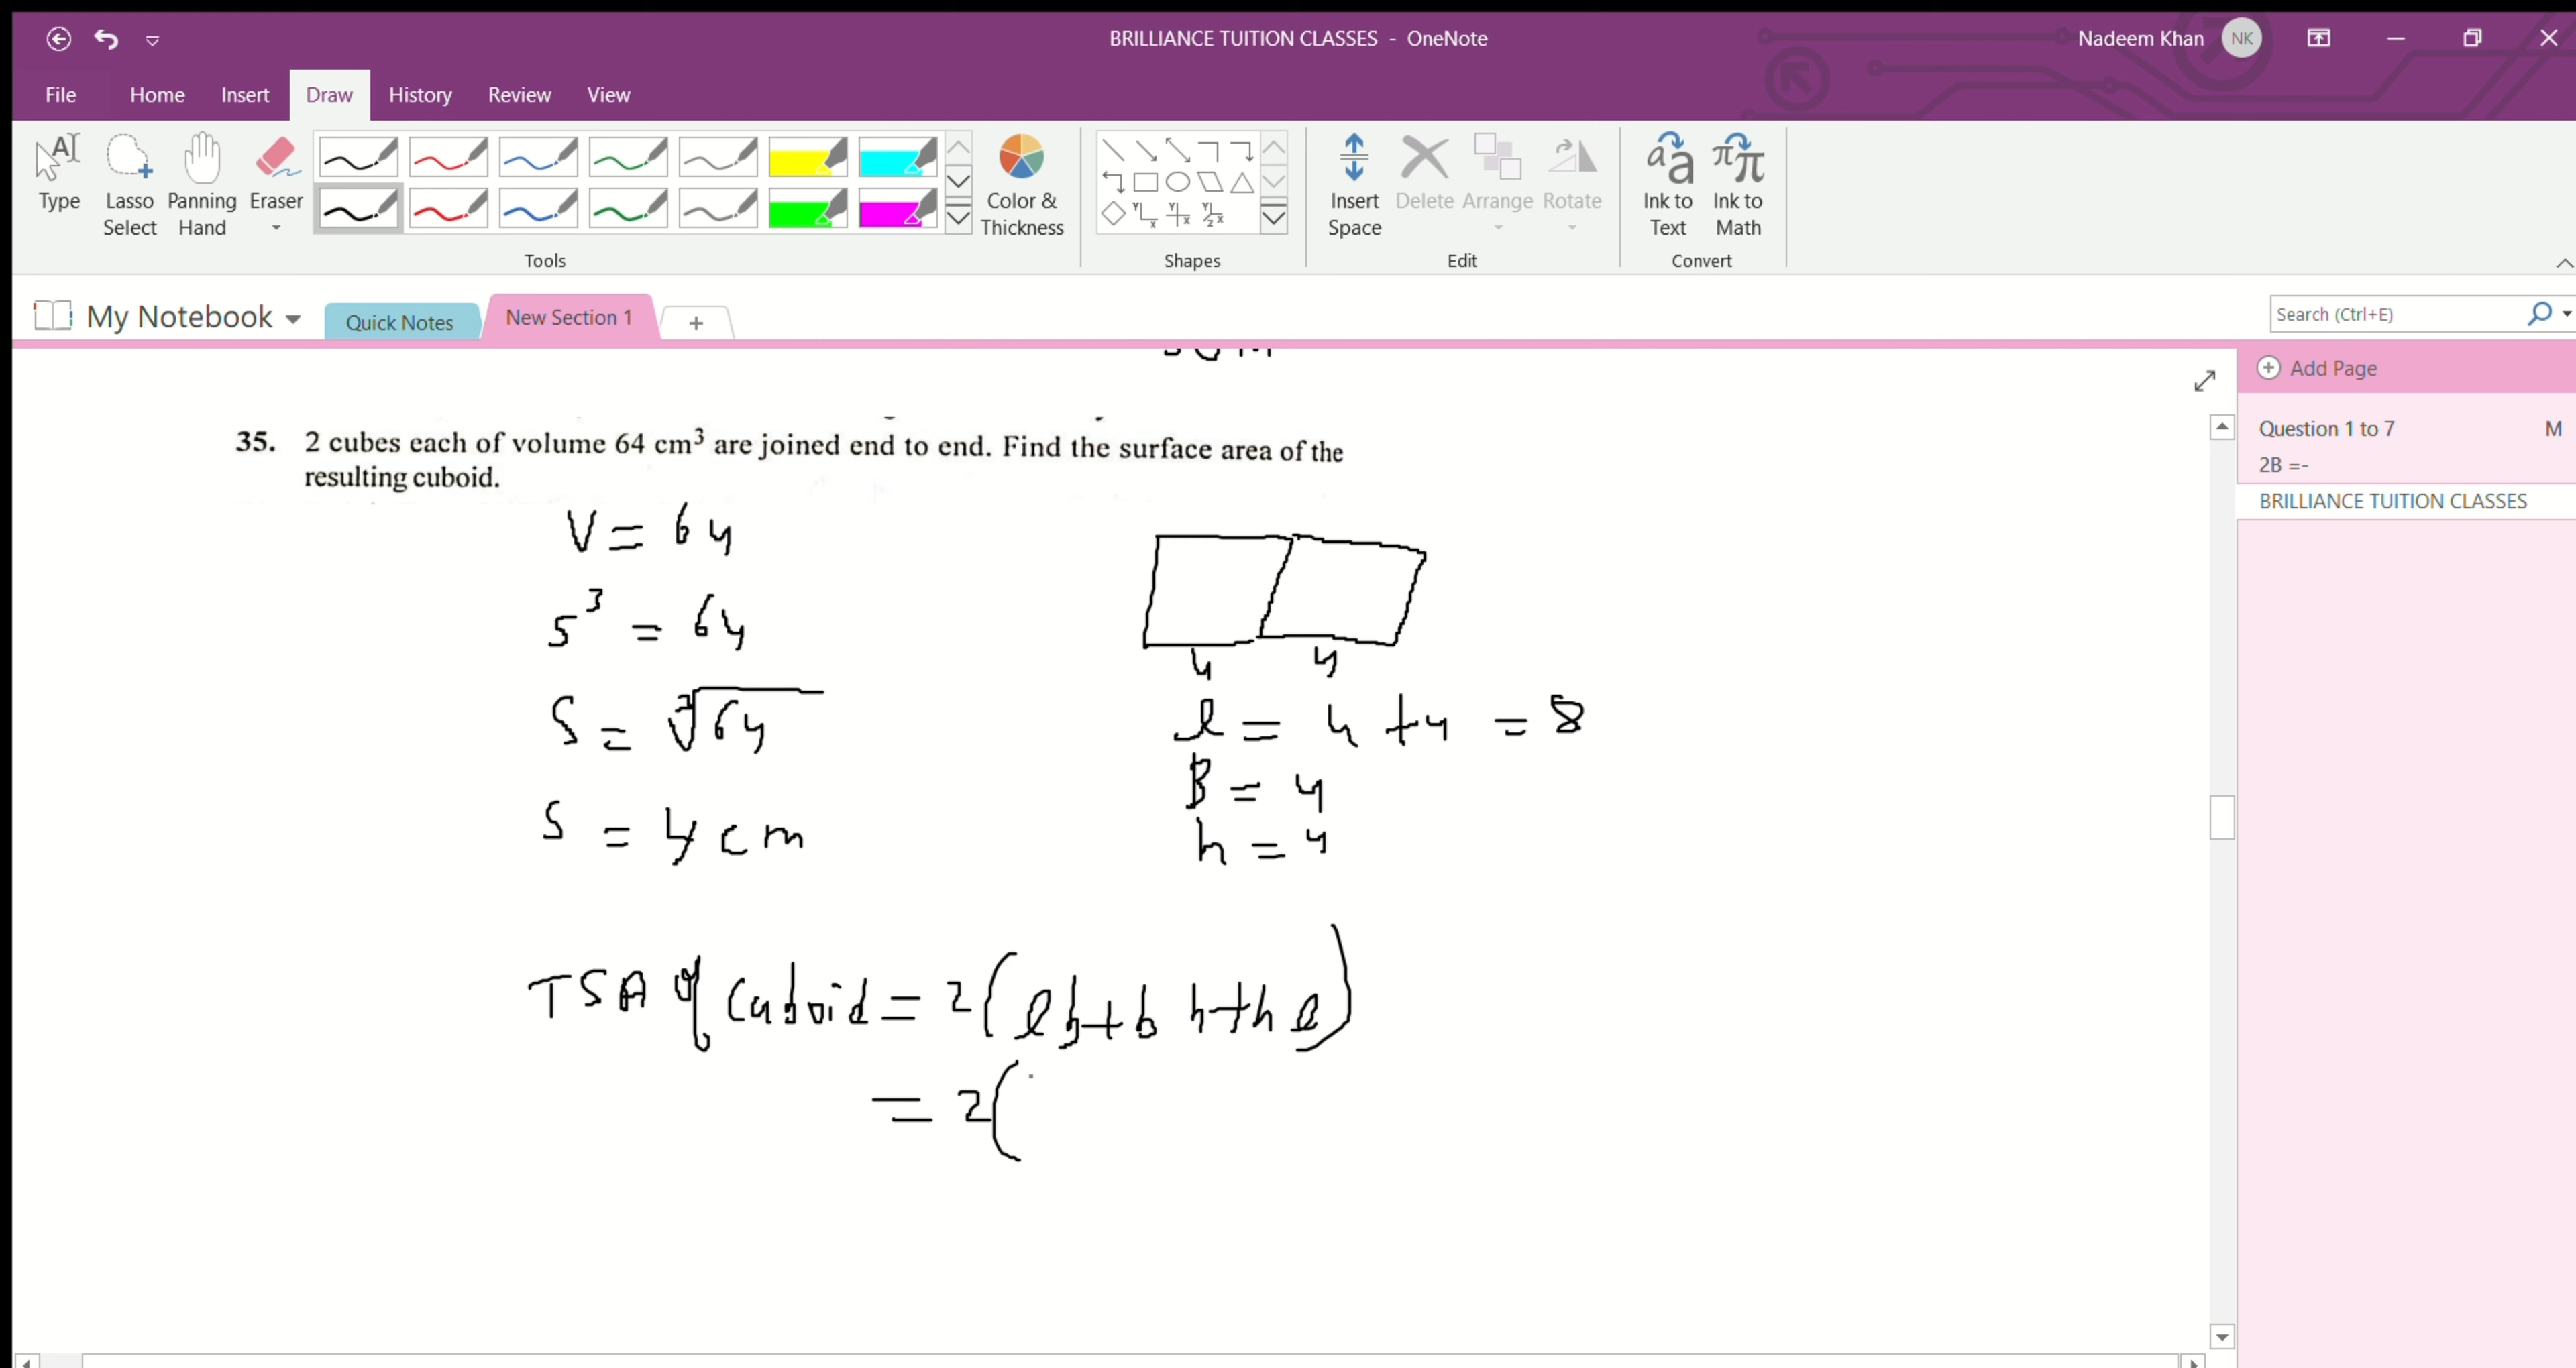 BRILLIANCE TUITION CLASSES - OneNote
Nadeem Khan NK
File Home Insert Draw History Review View
Type
Lasso Select
Panning Hand
Eraser
Color & Thickness
Insert Space
Delete Arrange Rotate
Ink to Text
Ink to Math
Tools Shapes Edit Convert
My Notebook Quick Notes New Section 1 +
Search (Ctrl+E)
Add Page
Question 1 to 7 M
2B =-
BRILLIANCE TUITION CLASSES
35. 2 cubes each of volume 64 cm³ are joined end to end. Find the surface area of the
resulting cuboid.
V = 64
s³ = 64
S = ∛64
S = 4 cm
4 4
l = 4 + 4 = 8
B = 4
h = 4
TSA of Cuboid = 2(lb + bh + hl)
= 2(